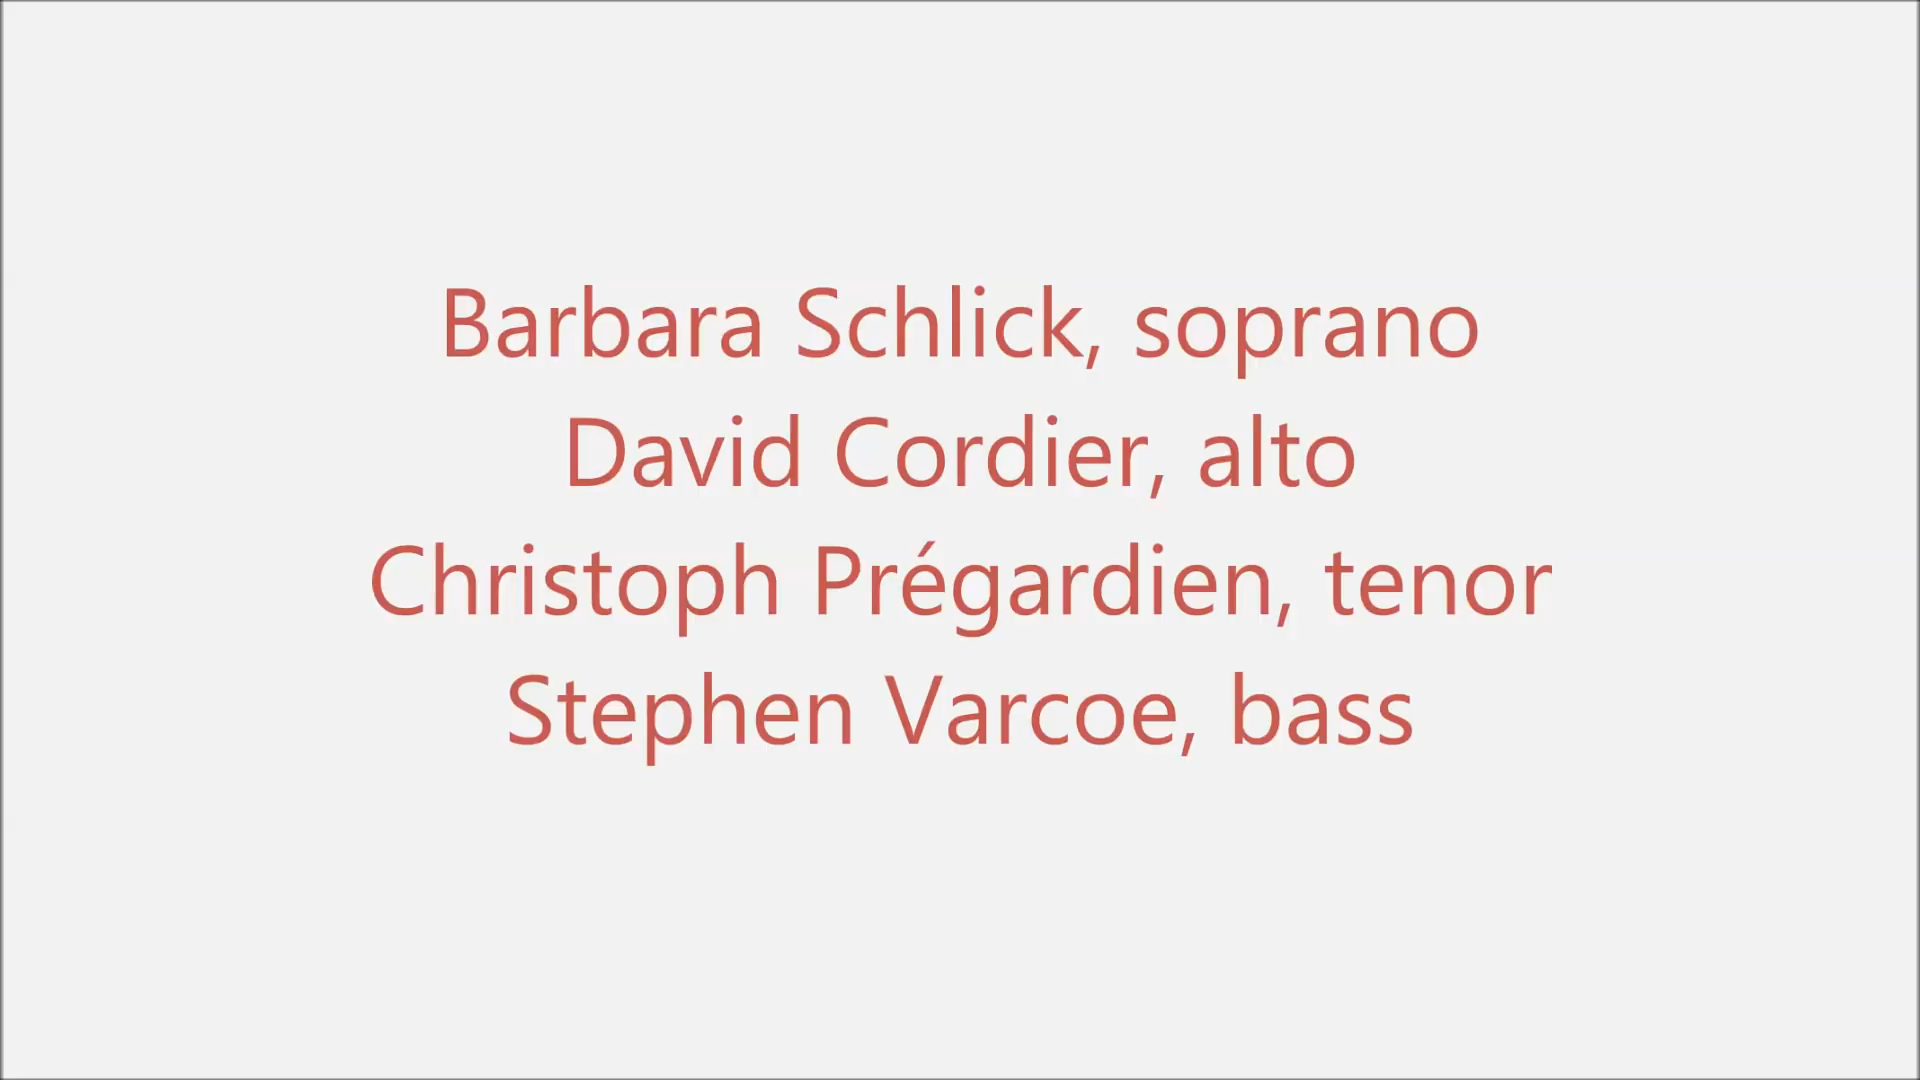 Barbara Schlick, soprano
David Cordier, alto
Christoph Prégardien, tenor
Stephen Varcoe, bass